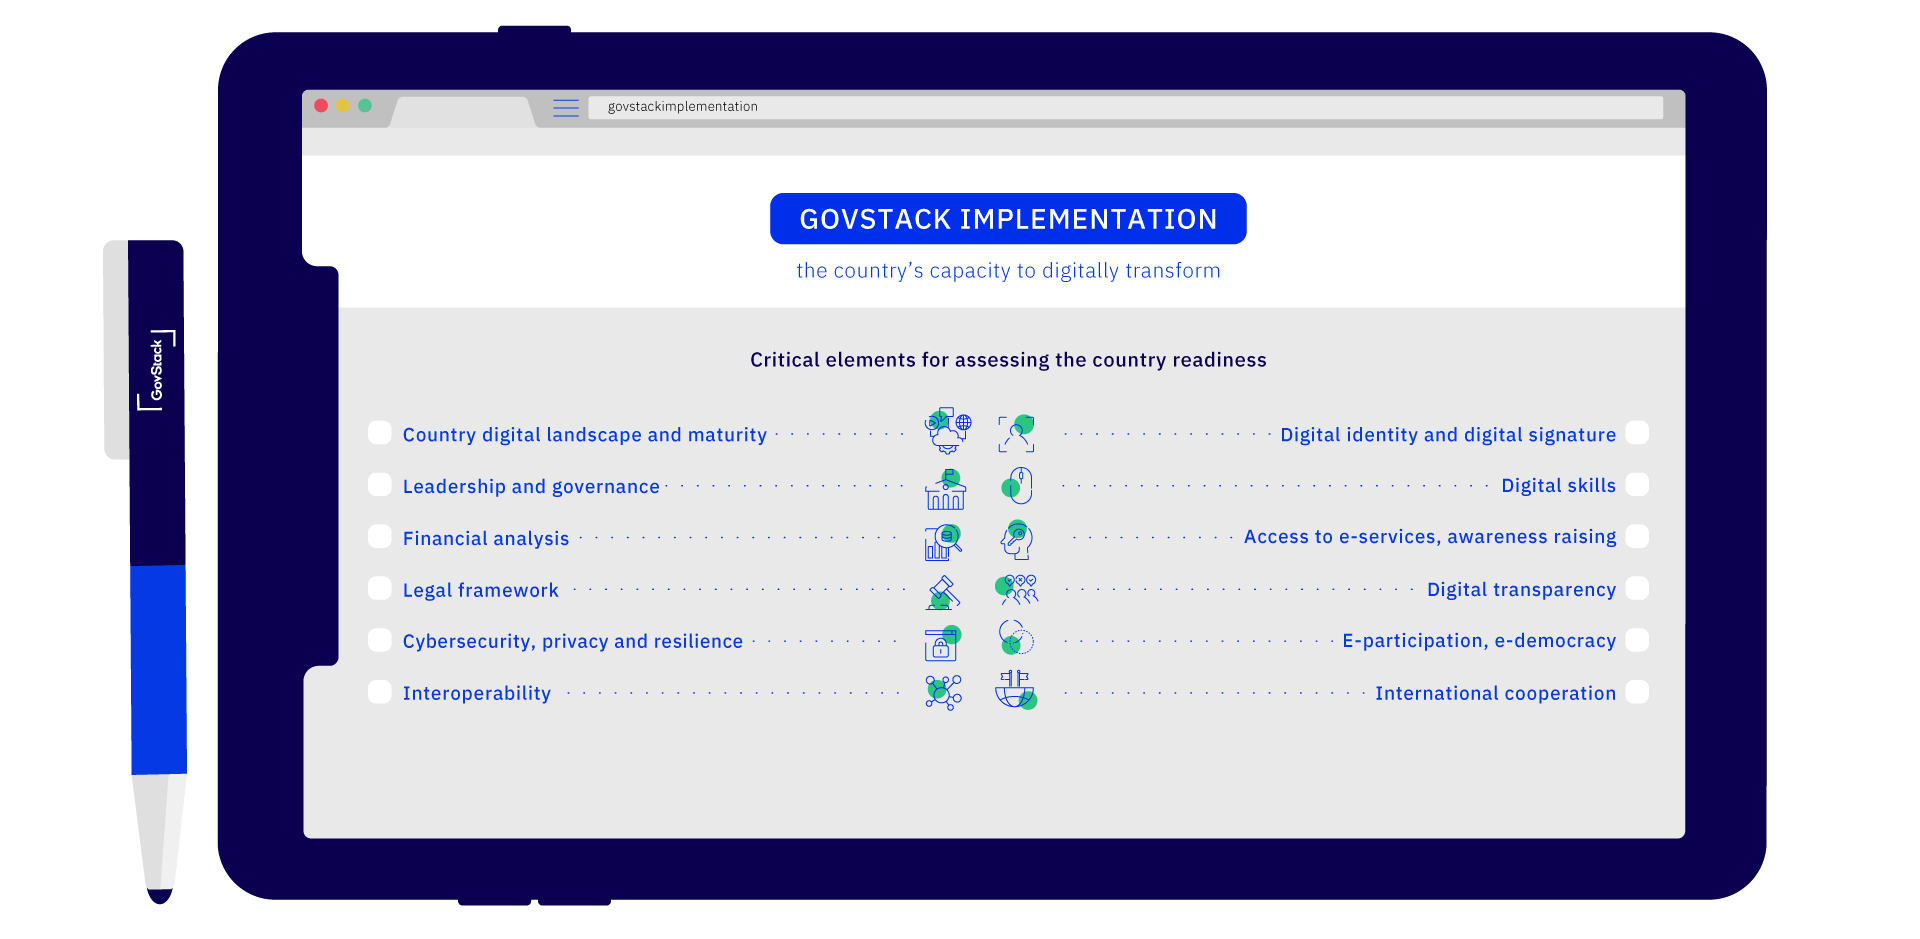 govstackimplementation
GOVSTACK IMPLEMENTATION
the country’s capacity to digitally transform
GovStack
Critical elements for assessing the country readiness
Country digital landscape and maturity
Digital identity and digital signature
Leadership and governance
Digital skills
Financial analysis
Access to e-services, awareness raising
Legal framework
Digital transparency
Cybersecurity, privacy and resilience
E-participation, e-democracy
Interoperability
International cooperation